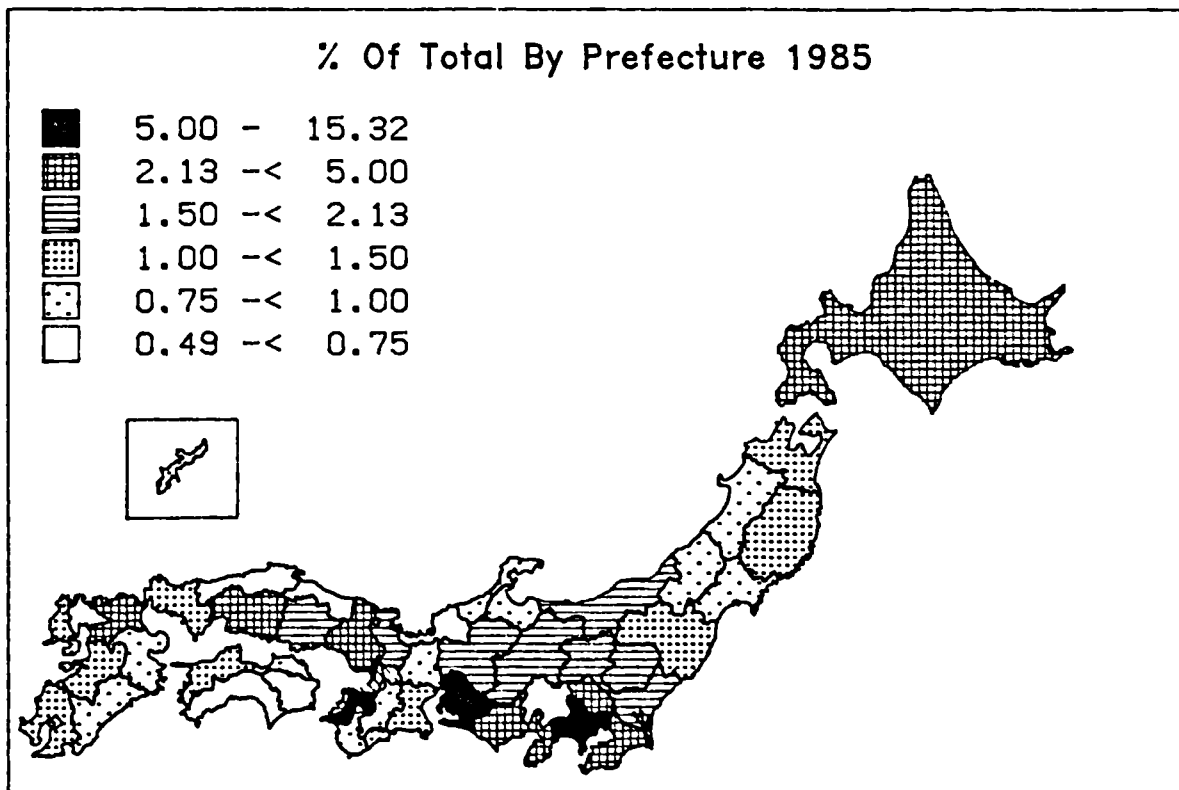 % Of Total By Prefecture 1985
5.00 - 15.32
2.13 -< 5.00
1.50 -< 2.13
1.00 -< 1.50
0.75 -< 1.00
0.49 -< 0.75